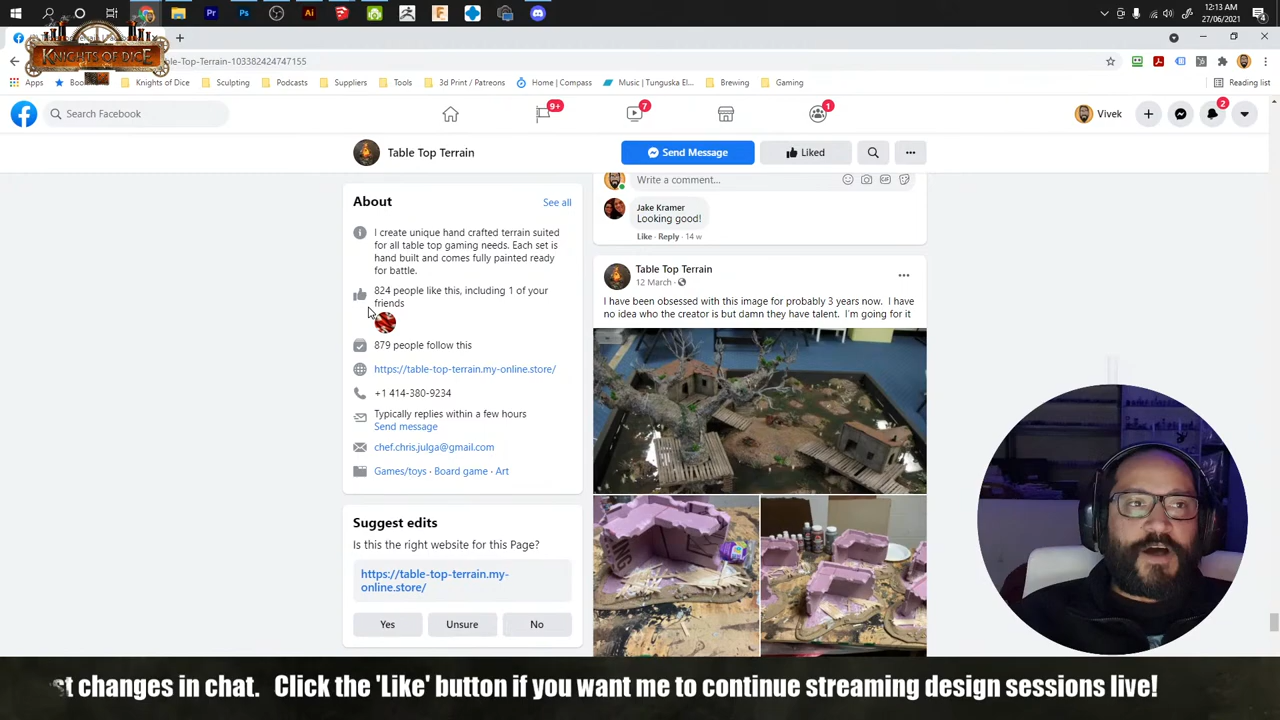 Pr
Ps
Ai
12:13 AM
27/06/2021
4
KNIGHTS OF DICE
le-Top-Terrain-103382424747155
Apps
Book
Knights of Dice
Sculpting
Podcasts
Suppliers
Tools
3d Print / Patreons
Home | Compass
Music | Tunguska El...
Brewing
Gaming
Reading list
Search Facebook
9+
7
1
Vivek
2
Table Top Terrain
Send Message
Liked
About
See all
I create unique hand crafted terrain suited
for all table top gaming needs. Each set is
hand built and comes fully painted ready
for battle.
824 people like this, including 1 of your
friends
879 people follow this
https://table-top-terrain.my-online.store/
+1 414-380-9234
Typically replies within a few hours
Send message
chef.chris.julga@gmail.com
Games/toys · Board game · Art
Suggest edits
Is this the right website for this Page?
https://table-top-terrain.my-
online.store/
Yes
Unsure
No
Write a comment...
GIF
Jake Kramer
Looking good!
Like · Reply · 14 w
Table Top Terrain
12 March ·
I have been obsessed with this image for probably 3 years now. I have
no idea who the creator is but damn they have talent. I'm going for it
st changes in chat. Click the 'Like' button if you want me to continue streaming design sessions live!